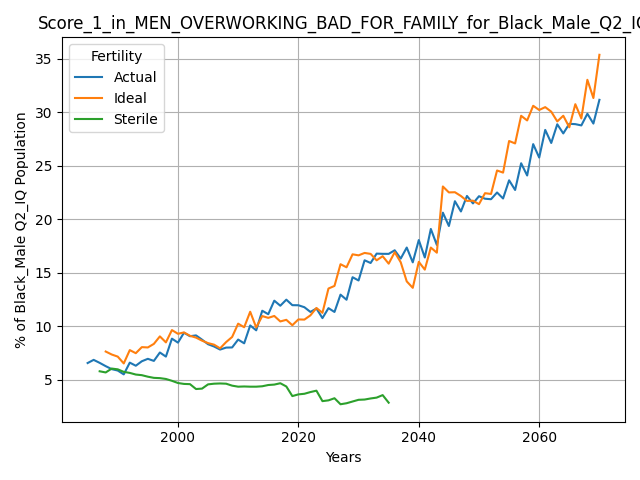 Score_1_in_MEN_OVERWORKING_BAD_FOR_FAMILY_for_Black_Male_Q2_IQ
Fertility
Actual
Ideal
Sterile
% of Black_Male Q2_IQ Population
35
30
25
20
15
10
5
2000 2020 2040 2060
Years